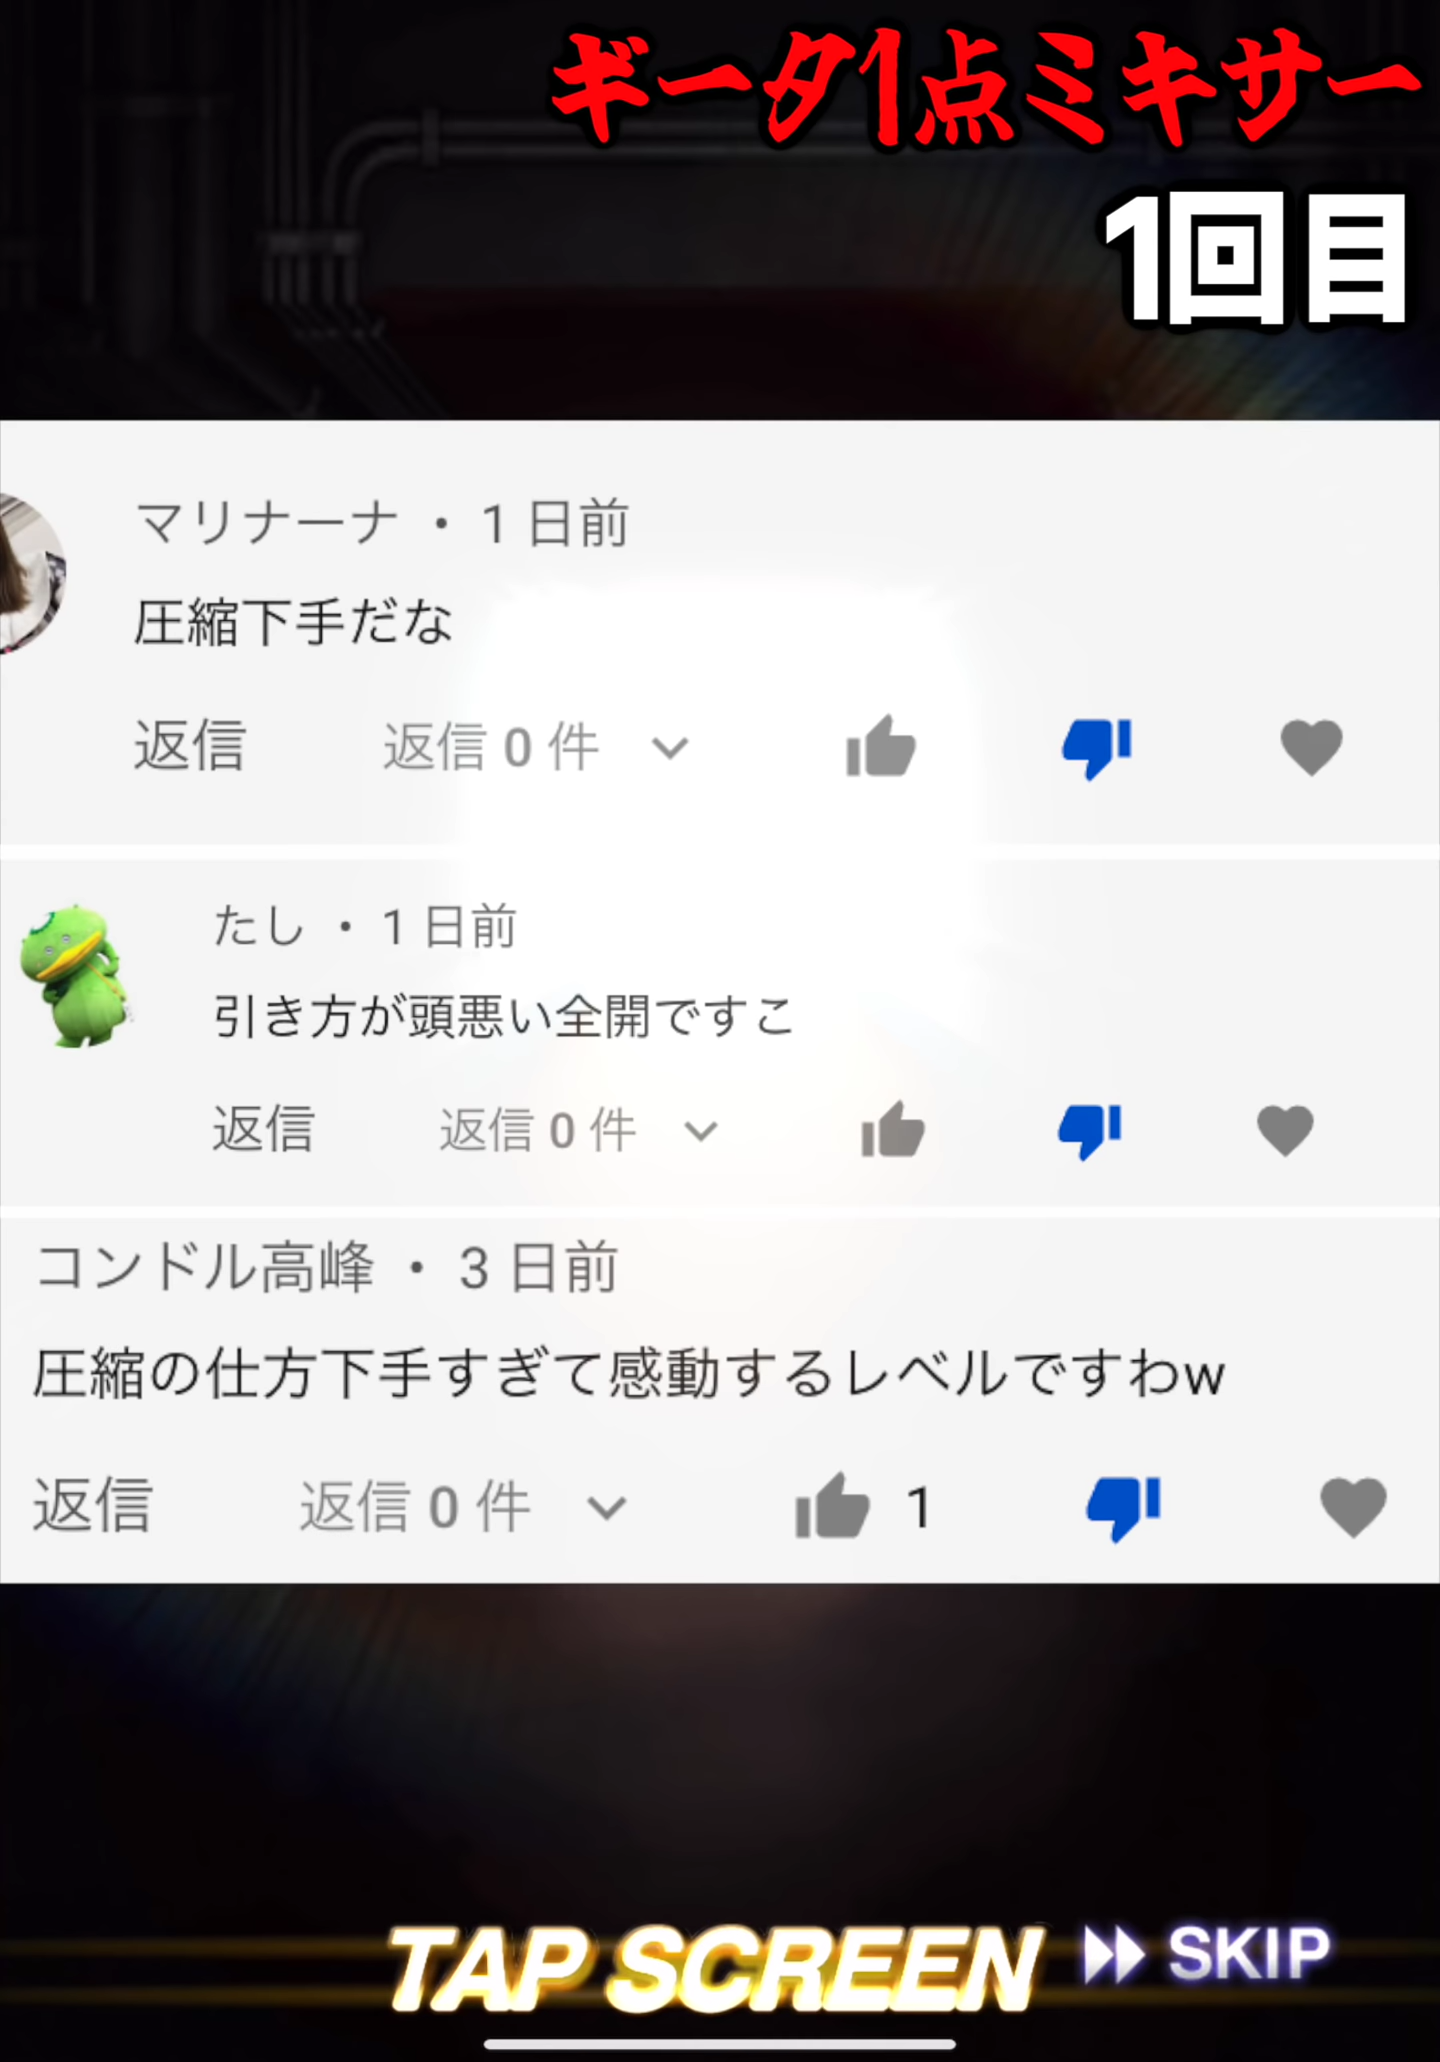 ギータ1点ミキサー
1回目
マリナーナ ・ 1 日前
圧縮下手だな
返信 返信 0 件
たし ・ 1 日前
引き方が頭悪い全開ですこ
返信 返信 0 件
コンドル高峰 ・ 3 日前
圧縮の仕方下手すぎて感動するレベルですわw
返信 返信 0 件 1
TAP SCREEN SKIP